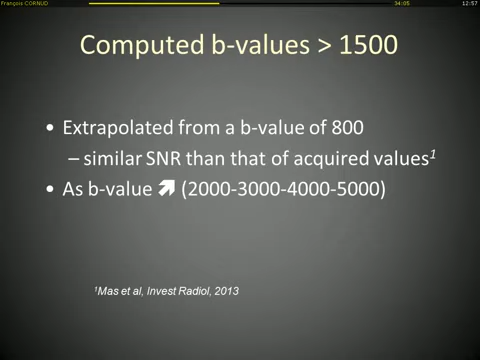 François CORNUD 34:05 12:57
Computed b-values > 1500
• Extrapolated from a b-value of 800
– similar SNR than that of acquired values1
• As b-value ⬈ (2000-3000-4000-5000)
1Mas et al, Invest Radiol, 2013